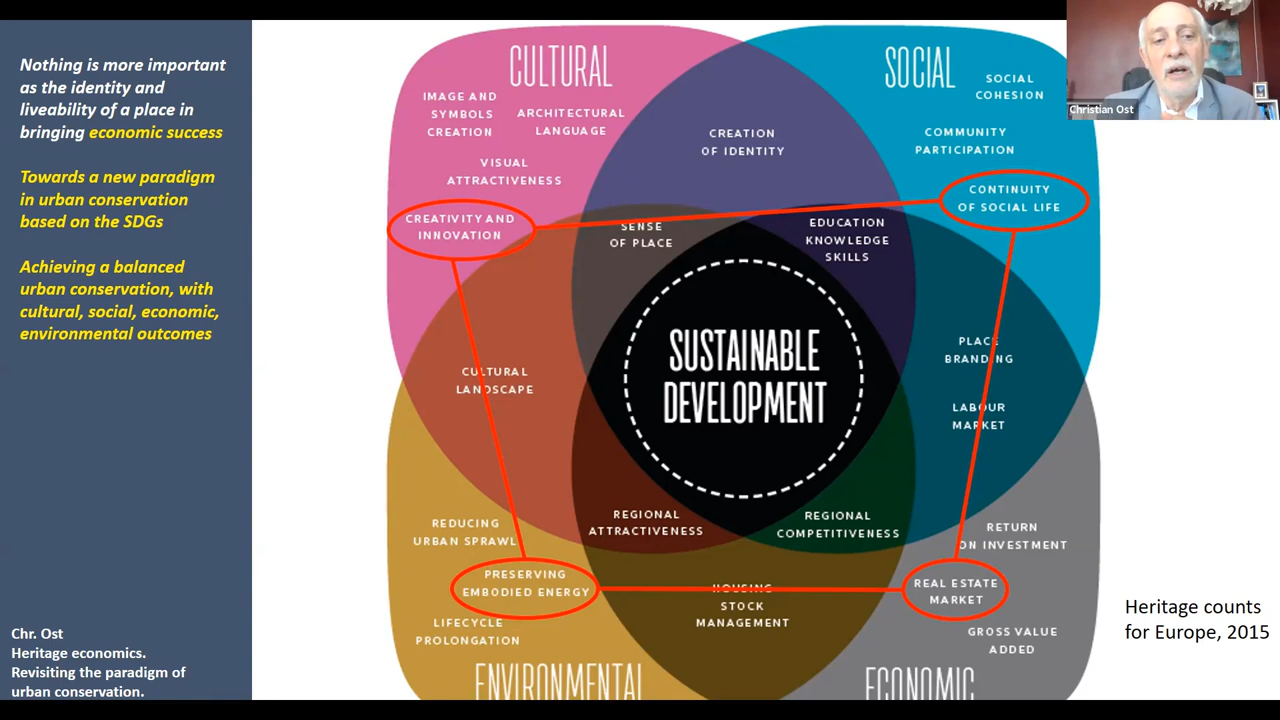 Nothing is more important
as the identity and
liveability of a place in
bringing economic success
Towards a new paradigm
in urban conservation
based on the SDGs
Achieving a balanced
urban conservation, with
cultural, social, economic,
environmental outcomes
Chr. Ost
Heritage economics.
Revisiting the paradigm of
urban conservation.
CULTURAL
IMAGE AND
SYMBOLS
CREATION
ARCHITECTURAL
LANGUAGE
VISUAL
ATTRACTIVENESS
CREATIVITY AND
INNOVATION
CREATION
OF IDENTITY
SOCIAL
SOCIAL
COHESION
COMMUNITY
PARTICIPATION
CONTINUITY
OF SOCIAL LIFE
SENSE
OF PLACE
EDUCATION
KNOWLEDGE
SKILLS
SUSTAINABLE
DEVELOPMENT
CULTURAL
LANDSCAPE
PLACE
BRANDING
LABOUR
MARKET
REGIONAL
ATTRACTIVENESS
REGIONAL
COMPETITIVENESS
REDUCING
URBAN SPRAWL
PRESERVING
EMBODIED ENERGY
LIFECYCLE
PROLONGATION
ENVIRONMENTAL
HOUSING
STOCK
MANAGEMENT
RETURN
ON INVESTMENT
REAL ESTATE
MARKET
GROSS VALUE
ADDED
ECONOMIC
Christian Ost
Heritage counts
for Europe, 2015